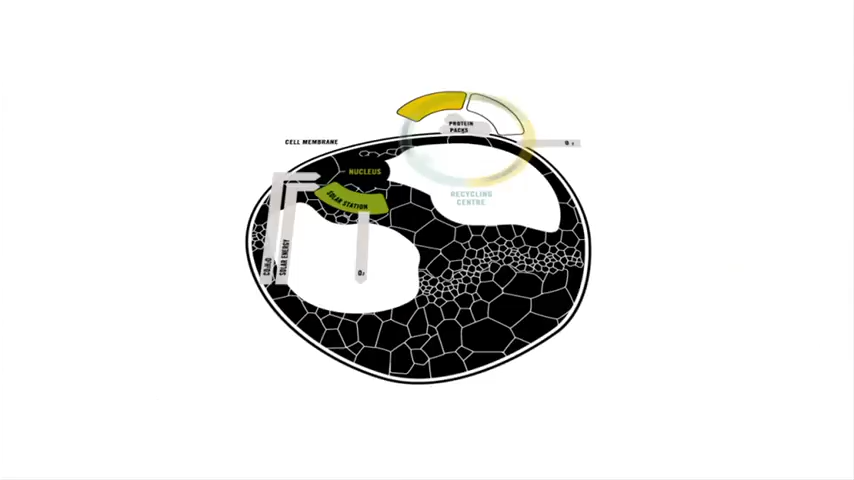 PROTEIN
PACKS
CELL MEMBRANE
NUCLEUS
SOLAR STATION
RECYCLING
CENTRE
SOLAR ENERGY
O₂